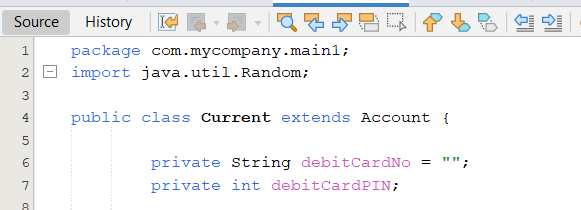 Source History
1 package com.mycompany.main1;
2 import java.util.Random;
3
4 public class Current extends Account {
5
6 private String debitCardNo = "";
7 private int debitCardPIN;
8